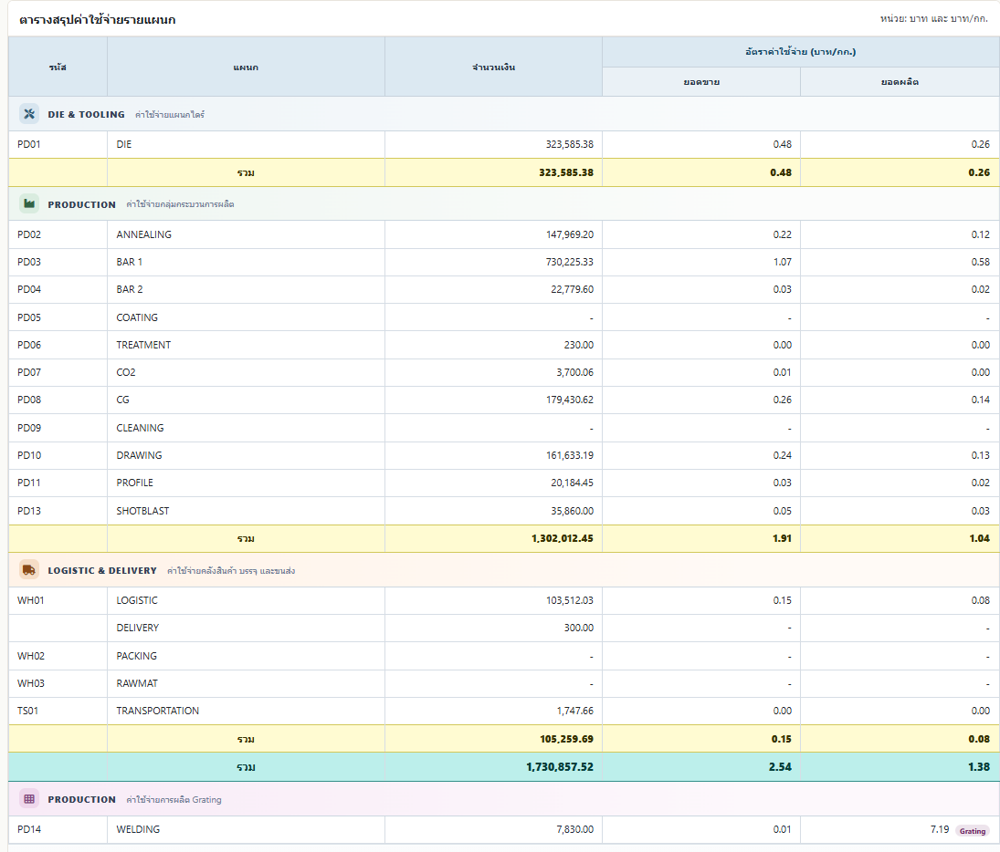 ตารางสรุปค่าใช้จ่ายรายแผนก หน่วย: บาท และ บาท/กก.
รหัส แผนก จำนวนเงิน อัตราค่าใช้จ่าย (บาท/กก.)
ยอดขาย ยอดผลิต
DIE & TOOLING ค่าใช้จ่ายแผนกไดร์
PD01 DIE 323,585.38 0.48 0.26
รวม 323,585.38 0.48 0.26
PRODUCTION ค่าใช้จ่ายกลุ่มกระบวนการผลิต
PD02 ANNEALING 147,969.20 0.22 0.12
PD03 BAR 1 730,225.33 1.07 0.58
PD04 BAR 2 22,779.60 0.03 0.02
PD05 COATING - - -
PD06 TREATMENT 230.00 0.00 0.00
PD07 CO2 3,700.06 0.01 0.00
PD08 CG 179,430.62 0.26 0.14
PD09 CLEANING - - -
PD10 DRAWING 161,633.19 0.24 0.13
PD11 PROFILE 20,184.45 0.03 0.02
PD13 SHOTBLAST 35,860.00 0.05 0.03
รวม 1,302,012.45 1.91 1.04
LOGISTIC & DELIVERY ค่าใช้จ่ายคลังสินค้า บรรจุ และขนส่ง
WH01 LOGISTIC 103,512.03 0.15 0.08
DELIVERY 300.00 - -
WH02 PACKING - - -
WH03 RAWMAT - - -
TS01 TRANSPORTATION 1,747.66 0.00 0.00
รวม 105,259.69 0.15 0.08
รวม 1,730,857.52 2.54 1.38
PRODUCTION ค่าใช้จ่ายการผลิต Grating
PD14 WELDING 7,830.00 0.01 7.19 Grating